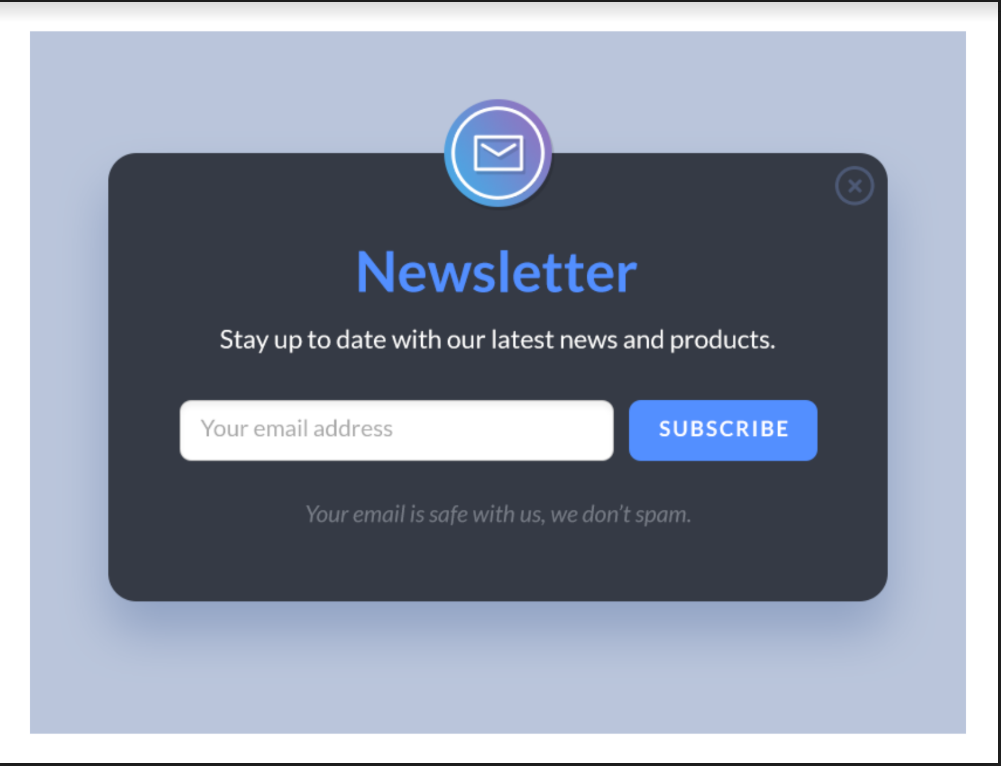 Newsletter
Stay up to date with our latest news and products.
Your email address
SUBSCRIBE
Your email is safe with us, we don’t spam.